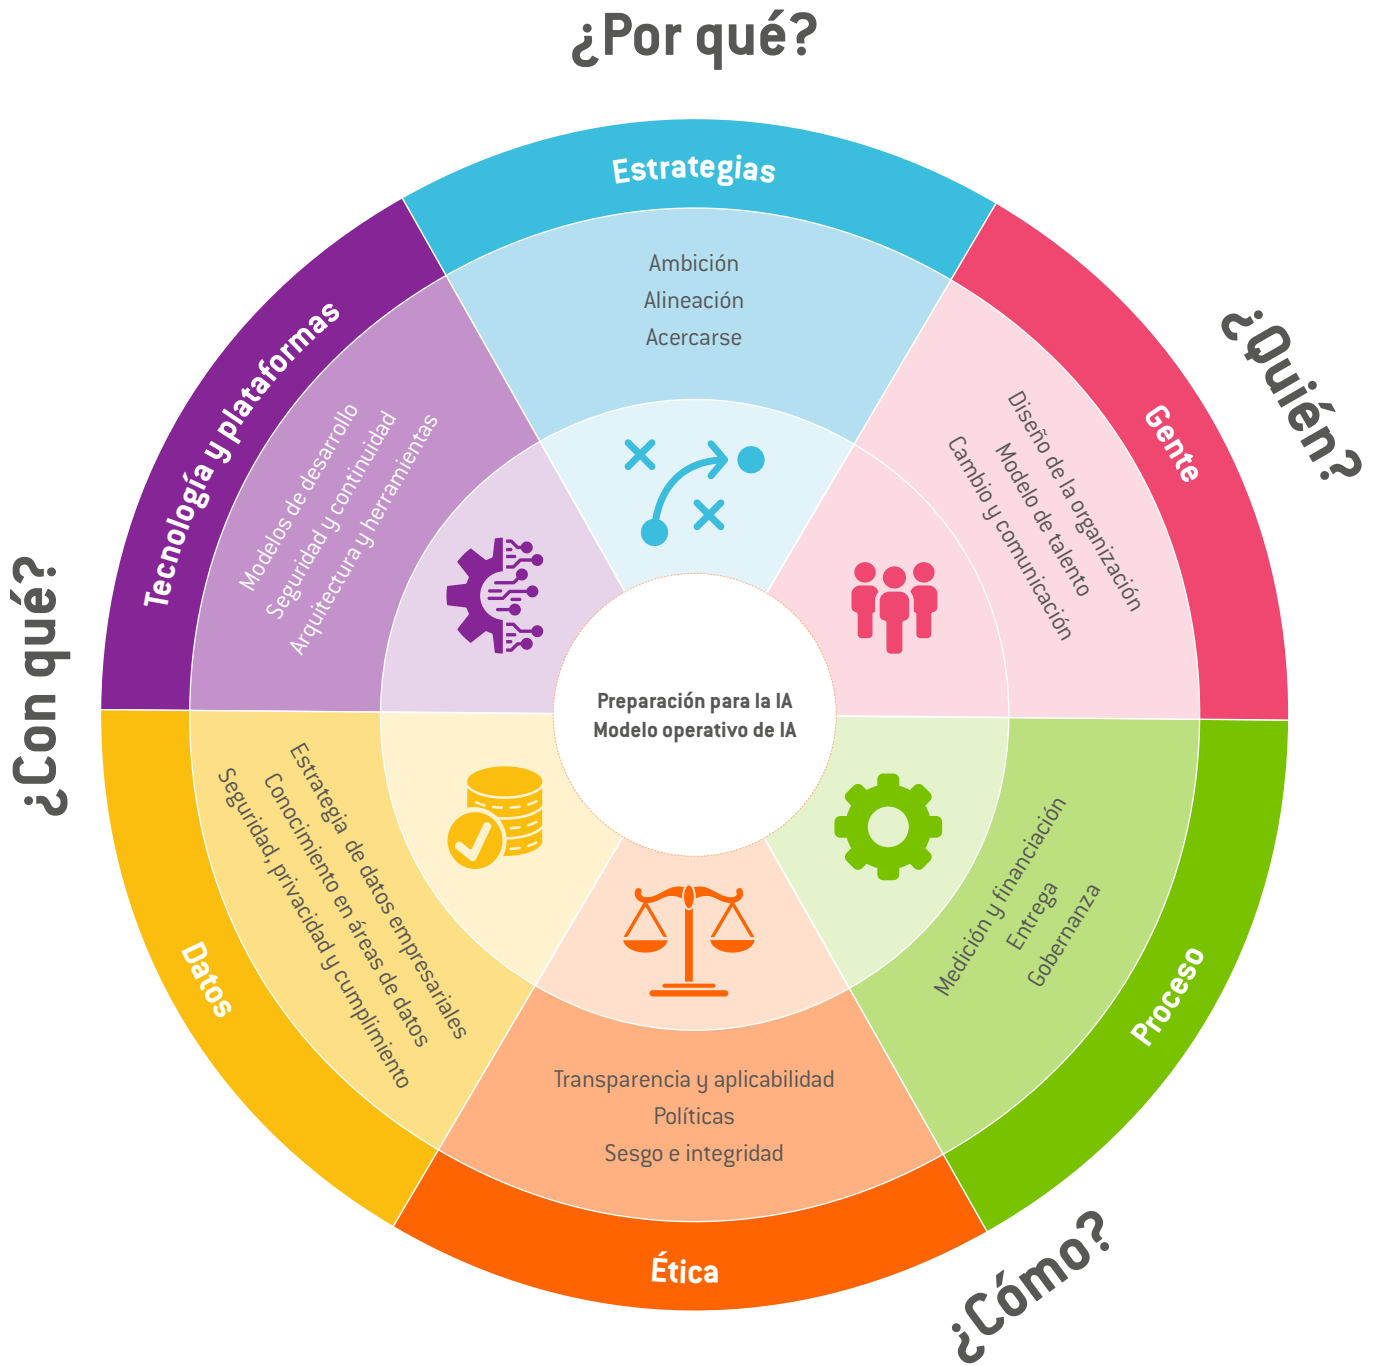 ¿Por qué?
Estrategias
Ambición
Alineación
Acercarse
¿Quién?
Gente
Diseño de la organización
Modelo de talento
Cambio y comunicación
¿Cómo?
Proceso
Medición y financiación
Entrega
Gobernanza
Ética
Transparencia y aplicabilidad
Políticas
Sesgo e integridad
¿Con qué?
Datos
Estrategia de datos empresariales
Conocimiento en áreas de datos
Seguridad, privacidad y cumplimiento
Tecnología y plataformas
Modelos de desarrollo
Seguridad y continuidad
Arquitectura y herramientas
Preparación para la IA
Modelo operativo de IA